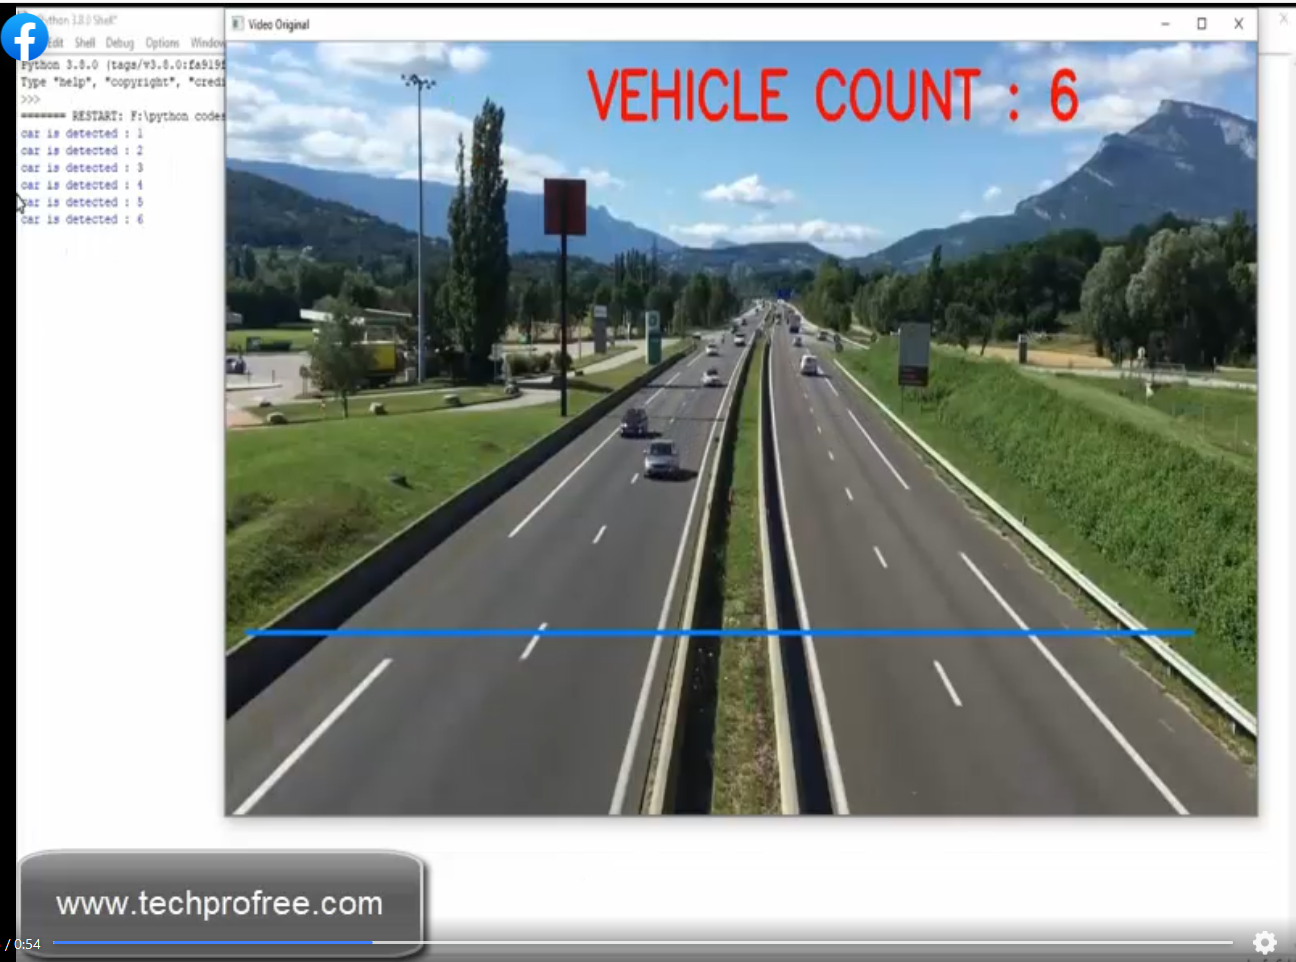 Python 3.8.0 Shell*
Edit Shell Debug Options Window
Python 3.8.0 (tags/v3.8.0:fa919f
Type "help", "copyright", "credi
>>>
======= RESTART: F:\python codes
car is detected : 1
car is detected : 2
car is detected : 3
car is detected : 4
car is detected : 5
car is detected : 6
Video Original
VEHICLE COUNT : 6
www.techprofree.com
/ 0:54